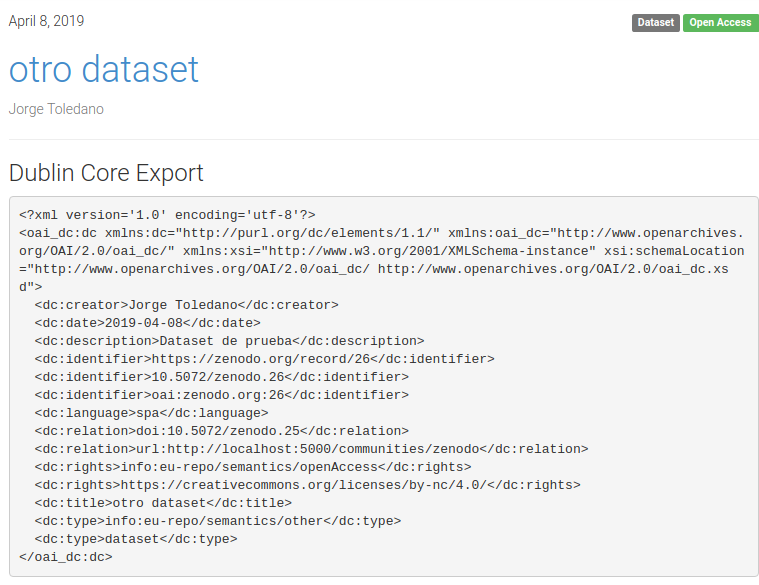 April 8, 2019
Dataset Open Access
otro dataset
Jorge Toledano
Dublin Core Export
<?xml version='1.0' encoding='utf-8'?>
<oai_dc:dc xmlns:dc="http://purl.org/dc/elements/1.1/" xmlns:oai_dc="http://www.openarchives.
org/OAI/2.0/oai_dc/" xmlns:xsi="http://www.w3.org/2001/XMLSchema-instance" xsi:schemaLocation
="http://www.openarchives.org/OAI/2.0/oai_dc/ http://www.openarchives.org/OAI/2.0/oai_dc.xs
d">
  <dc:creator>Jorge Toledano</dc:creator>
  <dc:date>2019-04-08</dc:date>
  <dc:description>Dataset de prueba</dc:description>
  <dc:identifier>https://zenodo.org/record/26</dc:identifier>
  <dc:identifier>10.5072/zenodo.26</dc:identifier>
  <dc:identifier>oai:zenodo.org:26</dc:identifier>
  <dc:language>spa</dc:language>
  <dc:relation>doi:10.5072/zenodo.25</dc:relation>
  <dc:relation>url:http://localhost:5000/communities/zenodo</dc:relation>
  <dc:rights>info:eu-repo/semantics/openAccess</dc:rights>
  <dc:rights>https://creativecommons.org/licenses/by-nc/4.0/</dc:rights>
  <dc:title>otro dataset</dc:title>
  <dc:type>info:eu-repo/semantics/other</dc:type>
  <dc:type>dataset</dc:type>
</oai_dc:dc>